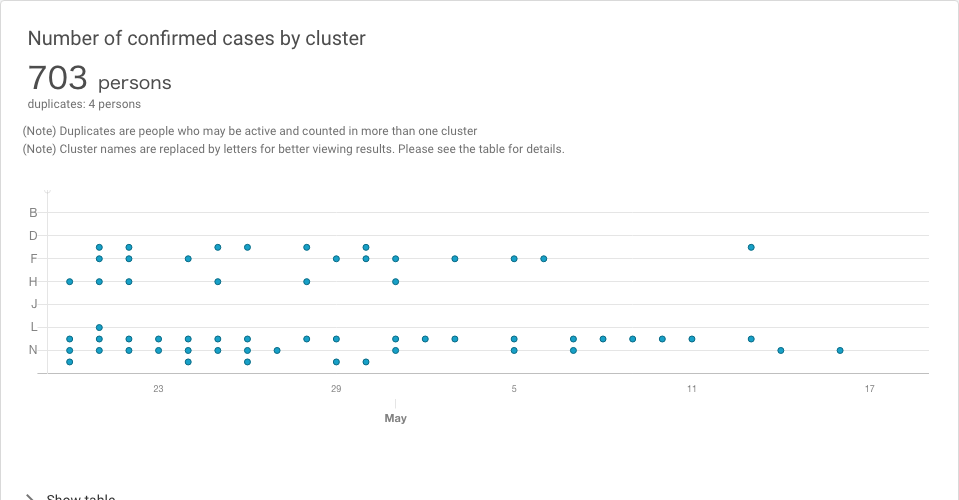 Number of confirmed cases by cluster
703 persons
duplicates: 4 persons
(Note) Duplicates are people who may be active and counted in more than one cluster
(Note) Cluster names are replaced by letters for better viewing results. Please see the table for details.
B
D
F
H
J
L
N
23 29 5 11 17
May
Show table